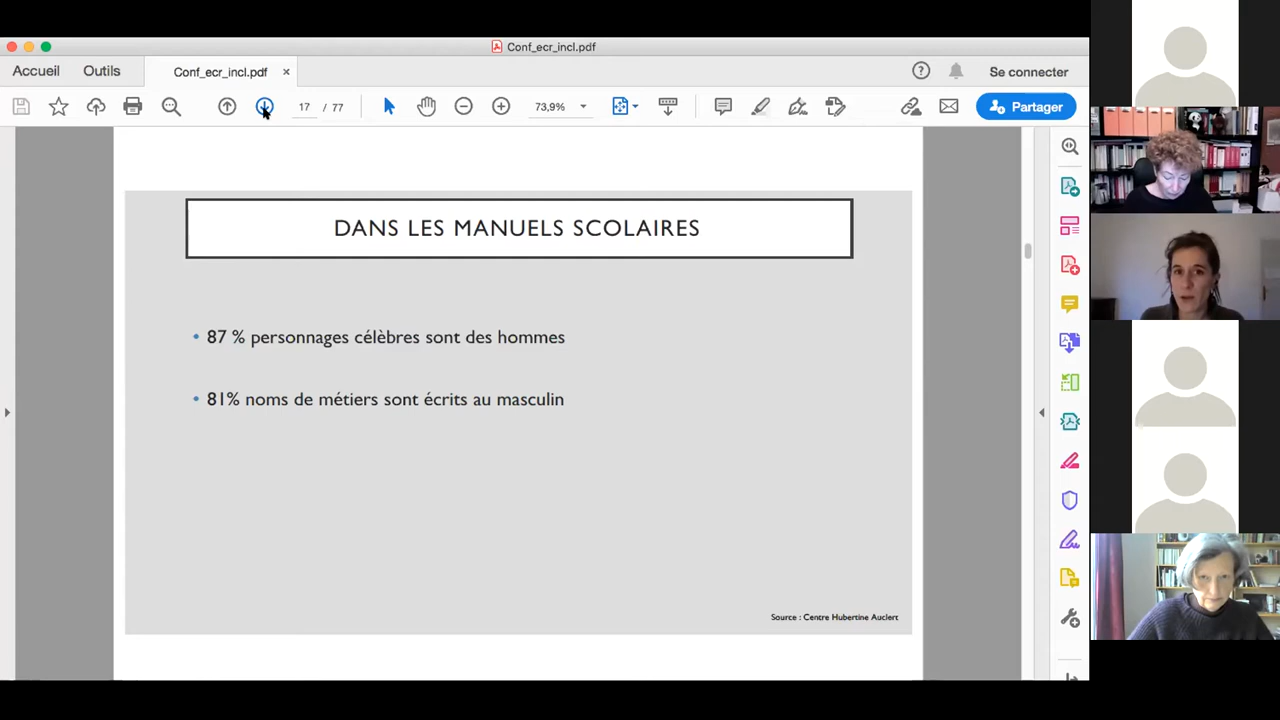 Conf_ecr_incl.pdf
Accueil Outils Conf_ecr_incl.pdf × Se connecter
17 / 77 73,9% Partager
DANS LES MANUELS SCOLAIRES
• 87 % personnages célèbres sont des hommes
• 81% noms de métiers sont écrits au masculin
Source : Centre Hubertine Auclert